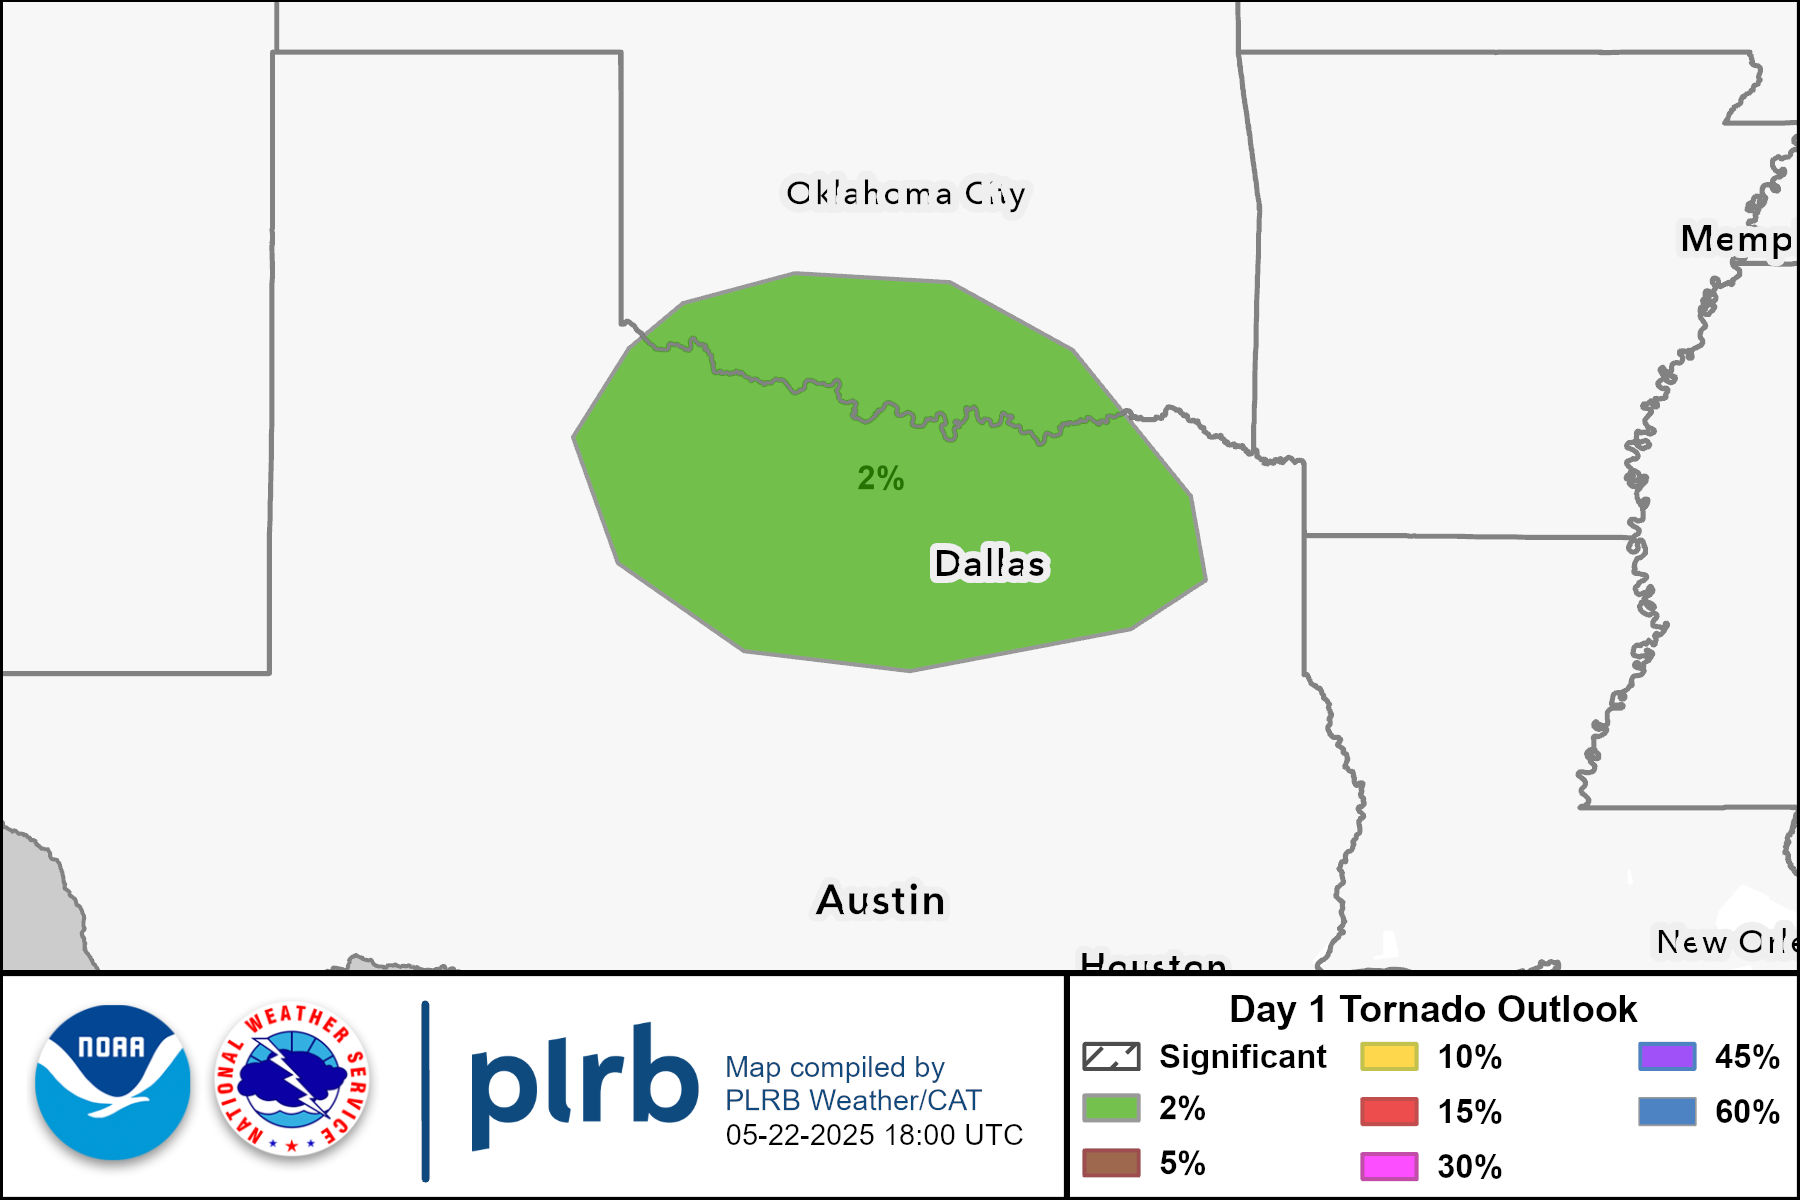 Oklahoma City
Memp
2%
Dallas
Austin
New Orle
Houston
NOAA
NATIONAL WEATHER SERVICE
plrb
Map compiled by
PLRB Weather/CAT
05-22-2025 18:00 UTC
Day 1 Tornado Outlook
Significant
2%
5%
10%
15%
30%
45%
60%